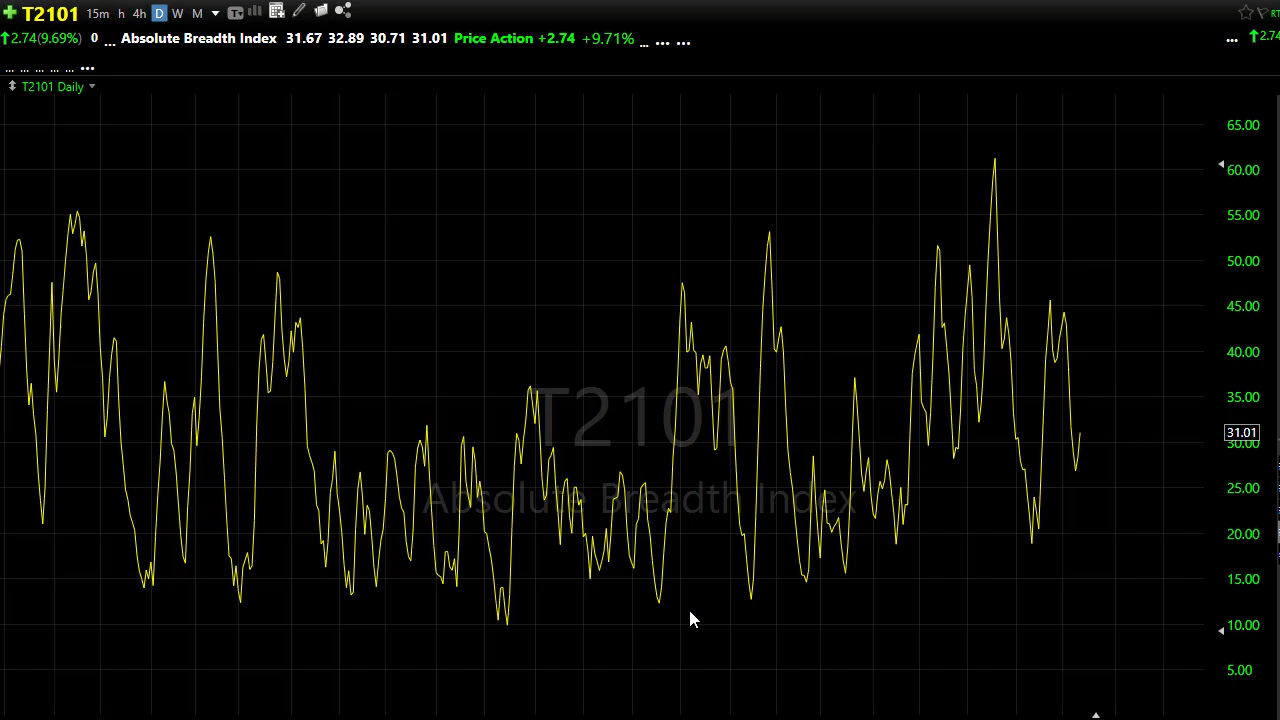 T2101 15m h 4h D W M T RT
2.74(9.69%) 0 ... Absolute Breadth Index 31.67 32.89 30.71 31.01 Price Action +2.74 +9.71% ... ... ... ... 2.74
... ... ... ... ... ...
T2101 Daily
65.00
60.00
55.00
50.00
45.00
40.00
35.00
31.01
30.00
25.00
20.00
15.00
10.00
5.00
T2101
Absolute Breadth Index